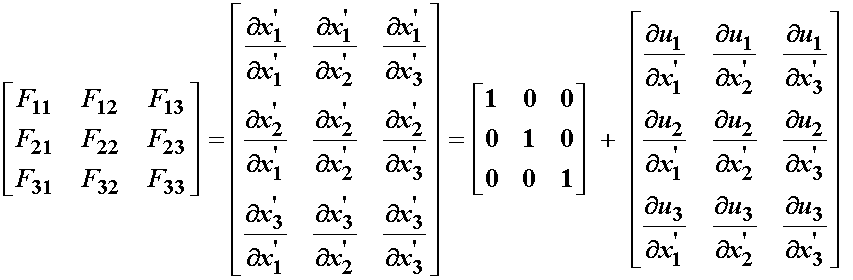 \begin{bmatrix} F_{11} & F_{12} & F_{13} \\ F_{21} & F_{22} & F_{23} \\ F_{31} & F_{32} & F_{33} \end{bmatrix} = \begin{bmatrix} \frac{\partial x_1'}{\partial x_1'} & \frac{\partial x_1'}{\partial x_2'} & \frac{\partial x_1'}{\partial x_3'} \\ \frac{\partial x_2'}{\partial x_1'} & \frac{\partial x_2'}{\partial x_2'} & \frac{\partial x_2'}{\partial x_3'} \\ \frac{\partial x_3'}{\partial x_1'} & \frac{\partial x_3'}{\partial x_2'} & \frac{\partial x_3'}{\partial x_3'} \end{bmatrix} = \begin{bmatrix} 1 & 0 & 0 \\ 0 & 1 & 0 \\ 0 & 0 & 1 \end{bmatrix} + \begin{bmatrix} \frac{\partial u_1}{\partial x_1'} & \frac{\partial u_1}{\partial x_2'} & \frac{\partial u_1}{\partial x_3'} \\ \frac{\partial u_2}{\partial x_1'} & \frac{\partial u_2}{\partial x_2'} & \frac{\partial u_2}{\partial x_3'} \\ \frac{\partial u_3}{\partial x_1'} & \frac{\partial u_3}{\partial x_2'} & \frac{\partial u_3}{\partial x_3'} \end{bmatrix}